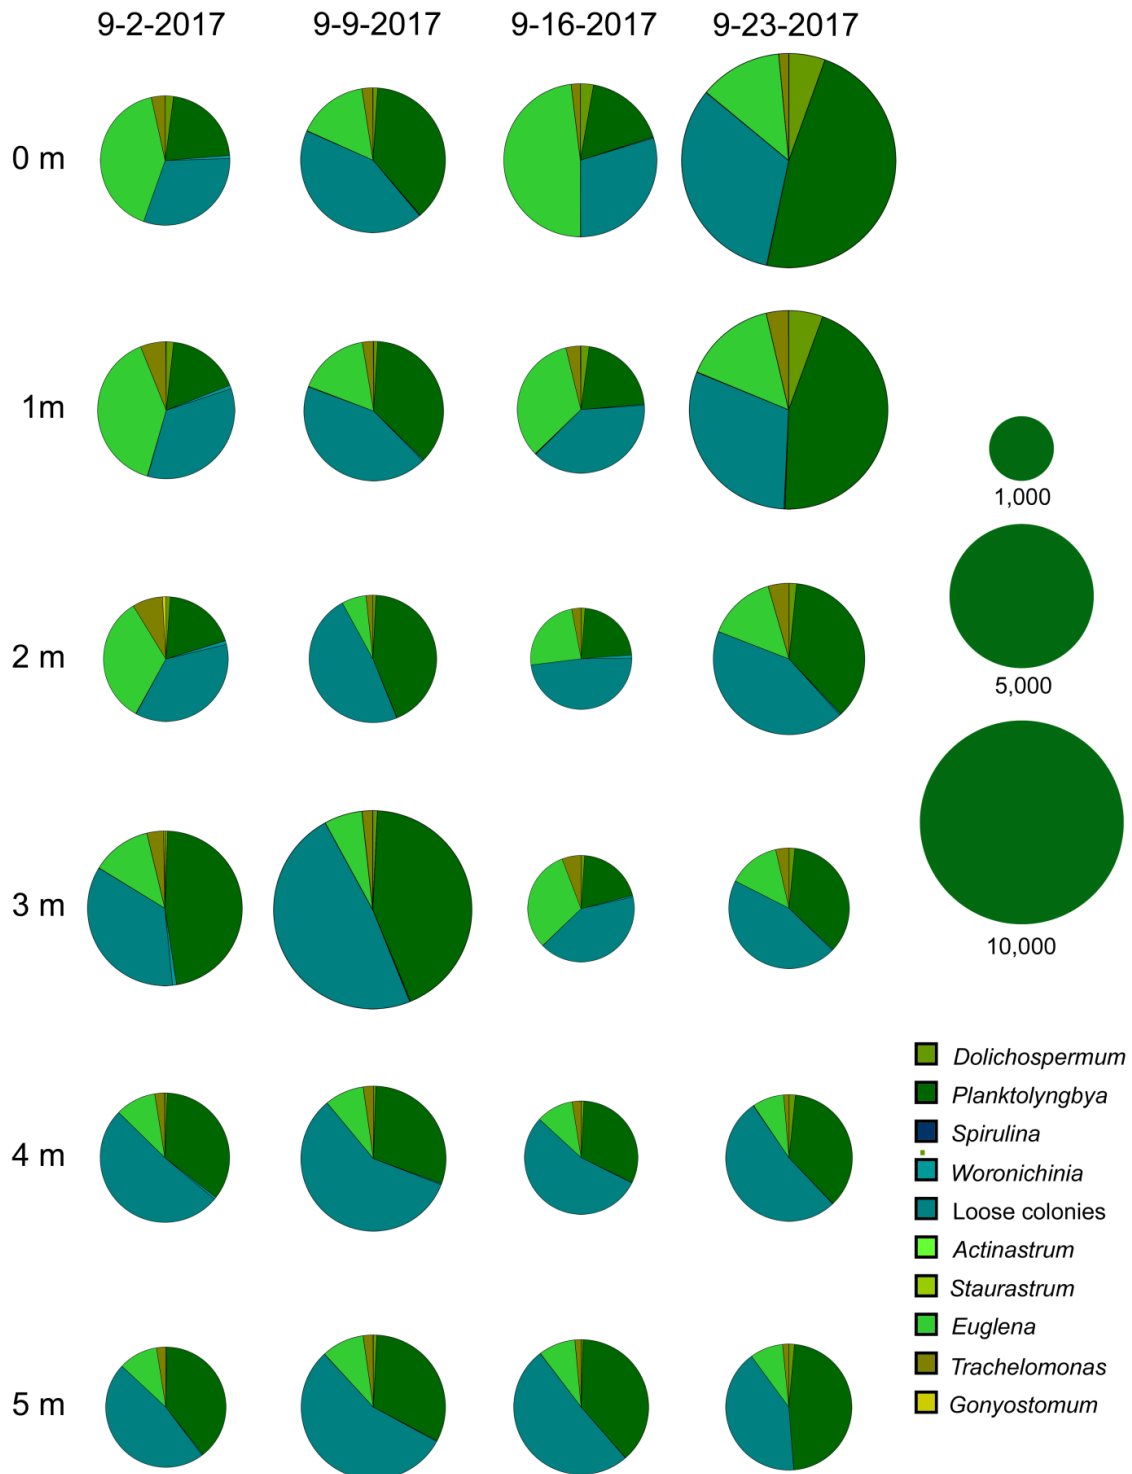 9-2-2017 9-9-2017 9-16-2017 9-23-2017
0 m
1m
1,000
2 m
5,000
3 m
10,000
Dolichospermum
Planktolyngbya
Spirulina
4 m
Woronichinia
Loose colonies
Actinastrum
Staurastrum
Euglena
Trachelomonas
5 m
Gonyostomum